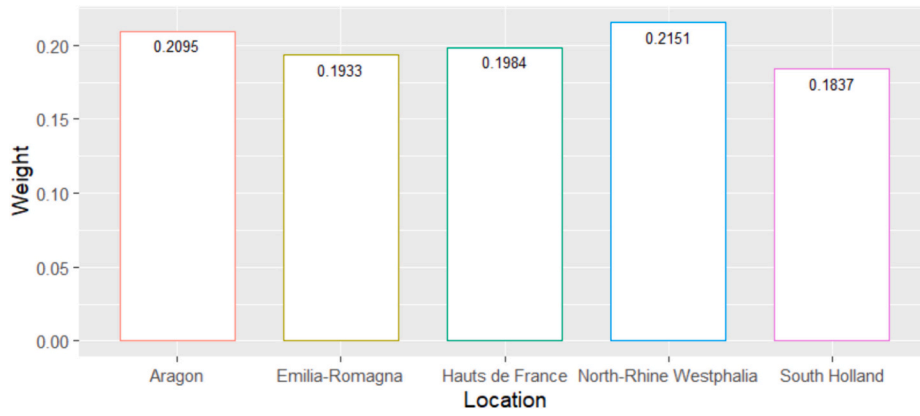 0.20
0.15
0.10
0.05
0.00
Weight
0.2095
0.1933
0.1984
0.2151
0.1837
Aragon
Emilia-Romagna
Hauts de France
North-Rhine Westphalia
South Holland
Location